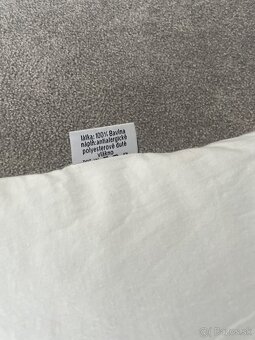 látka: 100% Bavlna
náplň: antialergické
polyesterové duté
vlákno
bazos.sk